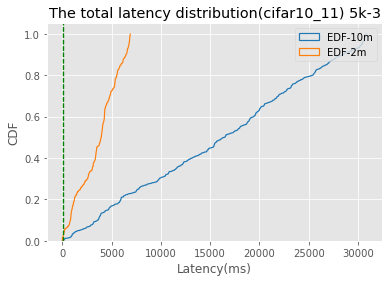 The total latency distribution(cifar10_11) 5k-3
EDF-10m
EDF-2m
CDF
1.0
0.8
0.6
0.4
0.2
0.0
0 5000 10000 15000 20000 25000 30000
Latency(ms)